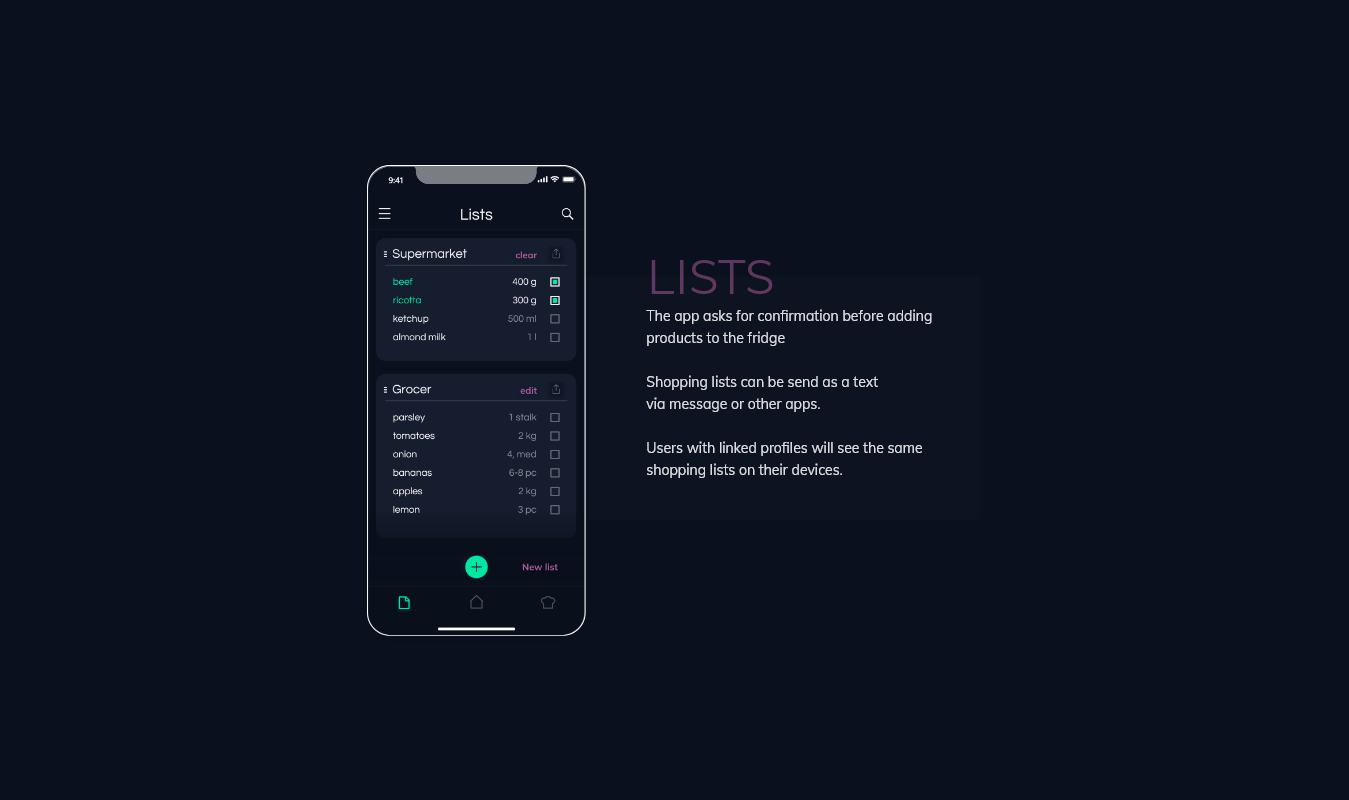 9:41
Lists
Supermarket clear
beef 400 g
ricotta 300 g
ketchup 500 ml
almond milk 1 l
Grocer edit
parsley 1 stalk
tomatoes 2 kg
onion 4, med
bananas 6-8 pc
apples 2 kg
lemon 3 pc
New list
LISTS
The app asks for confirmation before adding
products to the fridge
Shopping lists can be send as a text
via message or other apps.
Users with linked profiles will see the same
shopping lists on their devices.